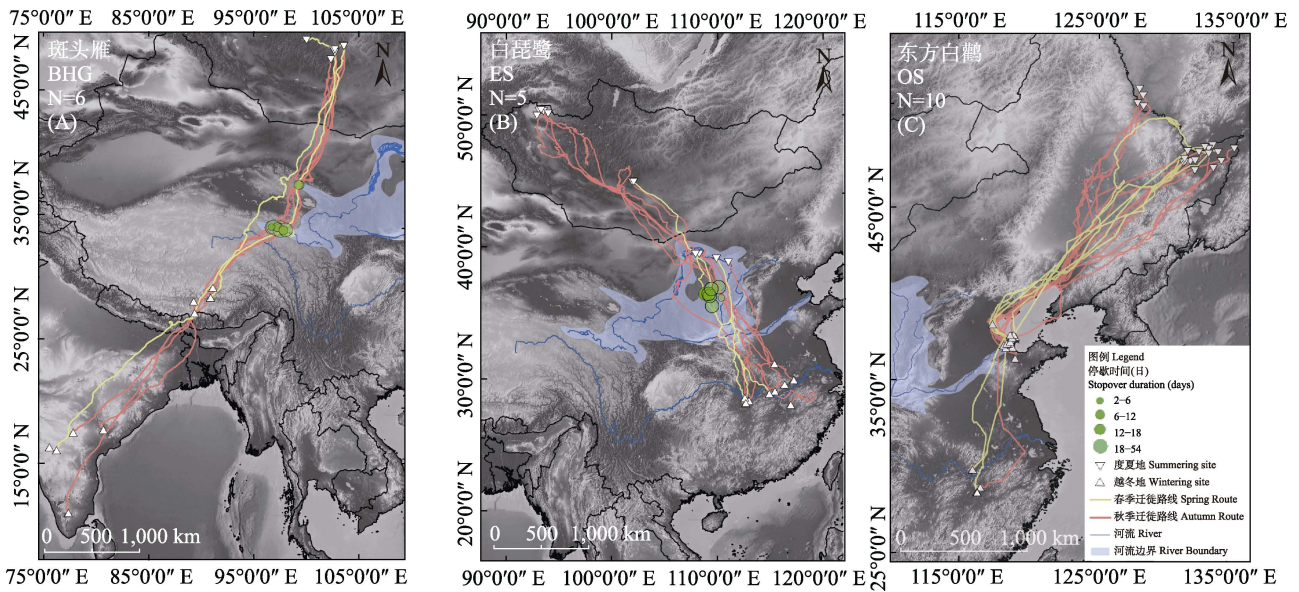 75°0′0″ E 85°0′0″ E 95°0′0″ E 105°0′0″ E
斑头雁
BHG
N=6
(A)
N
45°0′0″ N
35°0′0″ N
25°0′0″ N
15°0′0″ N
0 500 1,000 km
75°0′0″ E 85°0′0″ E 95°0′0″ E 105°0′0″ E
90°0′0″ E 100°0′0″ E 110°0′0″ E 120°0′0″ E
白琵鹭
ES
N=5
(B)
N
50°0′0″ N
40°0′0″ N
30°0′0″ N
20°0′0″ N
0 500 1,000 km
90°0′0″ E 100°0′0″ E 110°0′0″ E 120°0′0″ E
115°0′0″ E 125°0′0″ E 135°0′0″ E
东方白鹳
OS
N=10
(C)
N
45°0′0″ N
35°0′0″ N
25°0′0″ N
0 500 1,000 km
115°0′0″ E 125°0′0″ E 135°0′0″ E
图例 Legend
停歇时间(日)
Stopover duration (days)
2–6
6–12
12–18
18–54
度夏地 Summering site
越冬地 Wintering site
春季迁徙路线 Spring Route
秋季迁徙路线 Autumn Route
河流 River
河流边界 River Boundary